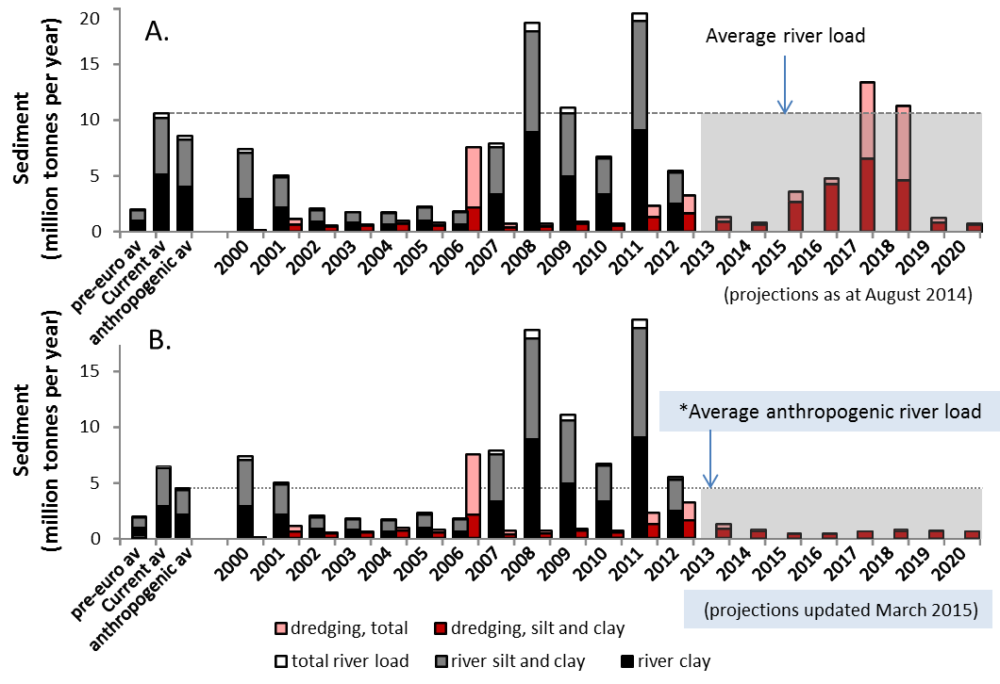 A.
Sediment
(million tonnes per year)
20
15
10
5
0
Average river load
pre-euro av
Current av
anthropogenic av
2000
2001
2002
2003
2004
2005
2006
2007
2008
2009
2010
2011
2012
2013
2014
2015
2016
2017
2018
2019
2020
(projections as at August 2014)
B.
Sediment
(million tonnes per year)
15
10
5
0
*Average anthropogenic river load
pre-euro av
Current av
anthropogenic av
2000
2001
2002
2003
2004
2005
2006
2007
2008
2009
2010
2011
2012
2013
2014
2015
2016
2017
2018
2019
2020
(projections updated March 2015)
dredging, total
dredging, silt and clay
total river load
river silt and clay
river clay